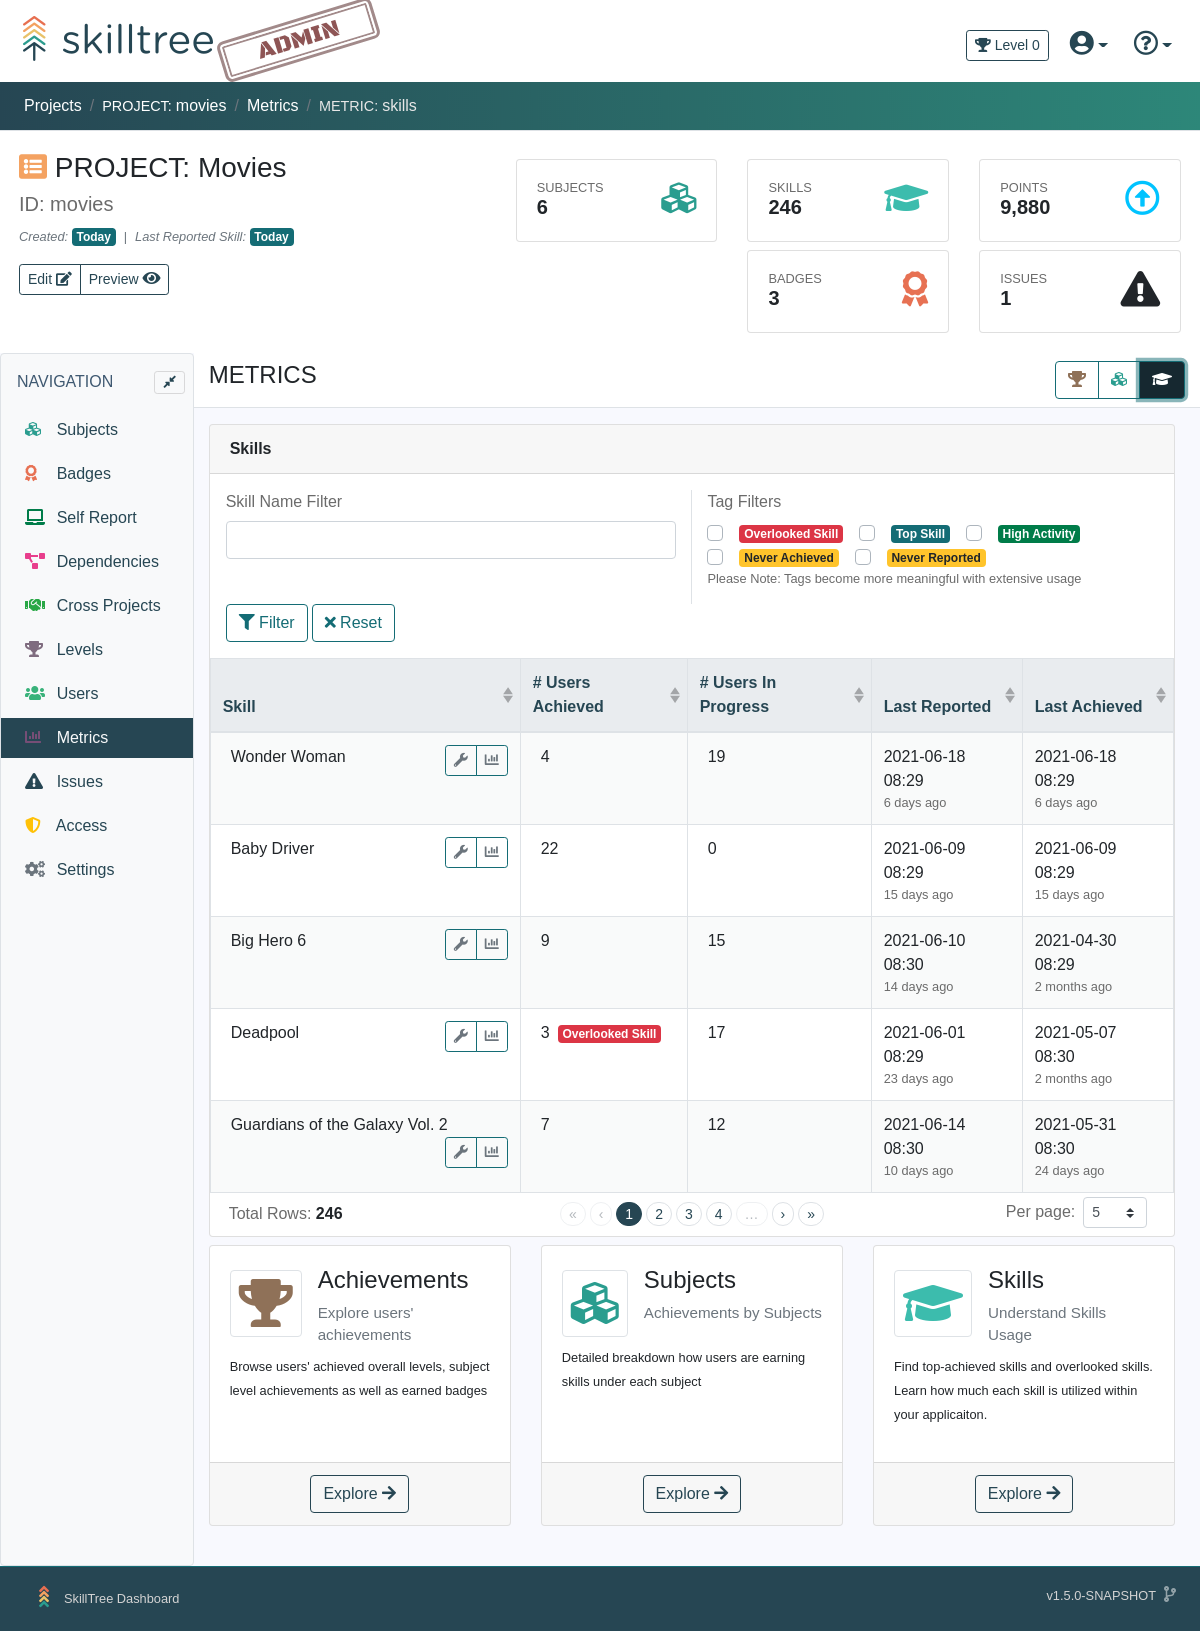 skilltree
ADMIN
Level 0
Projects / PROJECT: movies / Metrics / METRIC: skills
PROJECT: Movies
ID: movies
Created: Today | Last Reported Skill: Today
Edit Preview
SUBJECTS
6
SKILLS
246
POINTS
9,880
BADGES
3
ISSUES
1
NAVIGATION
Subjects
Badges
Self Report
Dependencies
Cross Projects
Levels
Users
Metrics
Issues
Access
Settings
METRICS
Skills
Skill Name Filter
Tag Filters
Overlooked Skill Top Skill High Activity
Never Achieved Never Reported
Please Note: Tags become more meaningful with extensive usage
Filter Reset
Skill # Users Achieved # Users In Progress Last Reported Last Achieved
Wonder Woman 4 19 2021-06-18 08:29 2021-06-18 08:29
6 days ago 6 days ago
Baby Driver 22 0 2021-06-09 08:29 2021-06-09 08:29
15 days ago 15 days ago
Big Hero 6 9 15 2021-06-10 08:30 2021-04-30 08:29
14 days ago 2 months ago
Deadpool 3 Overlooked Skill 17 2021-06-01 08:29 2021-05-07 08:30
23 days ago 2 months ago
Guardians of the Galaxy Vol. 2 7 12 2021-06-14 08:30 2021-05-31 08:30
10 days ago 24 days ago
Total Rows: 246 « ‹ 1 2 3 4 … › » Per page: 5
Achievements
Explore users'
achievements
Browse users' achieved overall levels, subject
level achievements as well as earned badges
Explore
Subjects
Achievements by Subjects
Detailed breakdown how users are earning
skills under each subject
Explore
Skills
Understand Skills
Usage
Find top-achieved skills and overlooked skills.
Learn how much each skill is utilized within
your applicaiton.
Explore
SkillTree Dashboard
v1.5.0-SNAPSHOT